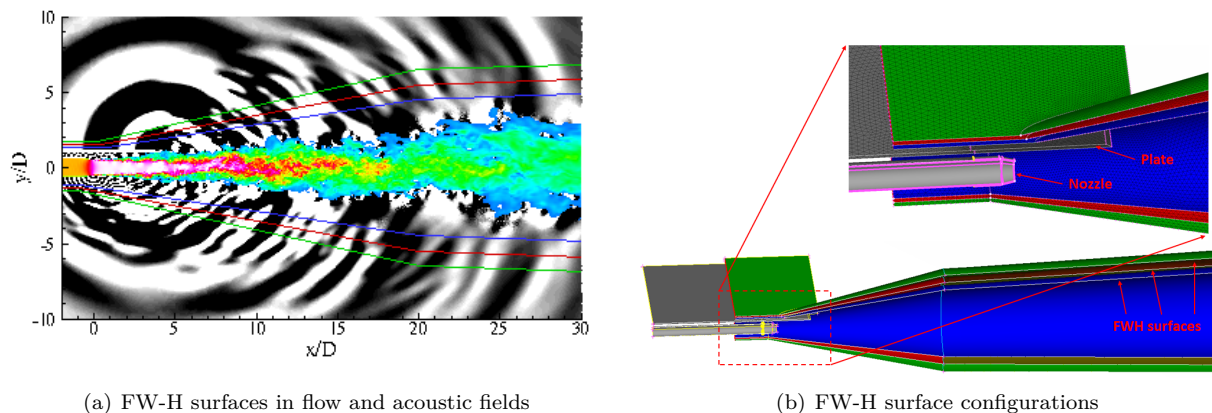 10
5
0
-5
-10
y/D
0
5
10
15
20
25
30
x/D
Plate
Nozzle
FWH surfaces
(a) FW-H surfaces in flow and acoustic fields
(b) FW-H surface configurations